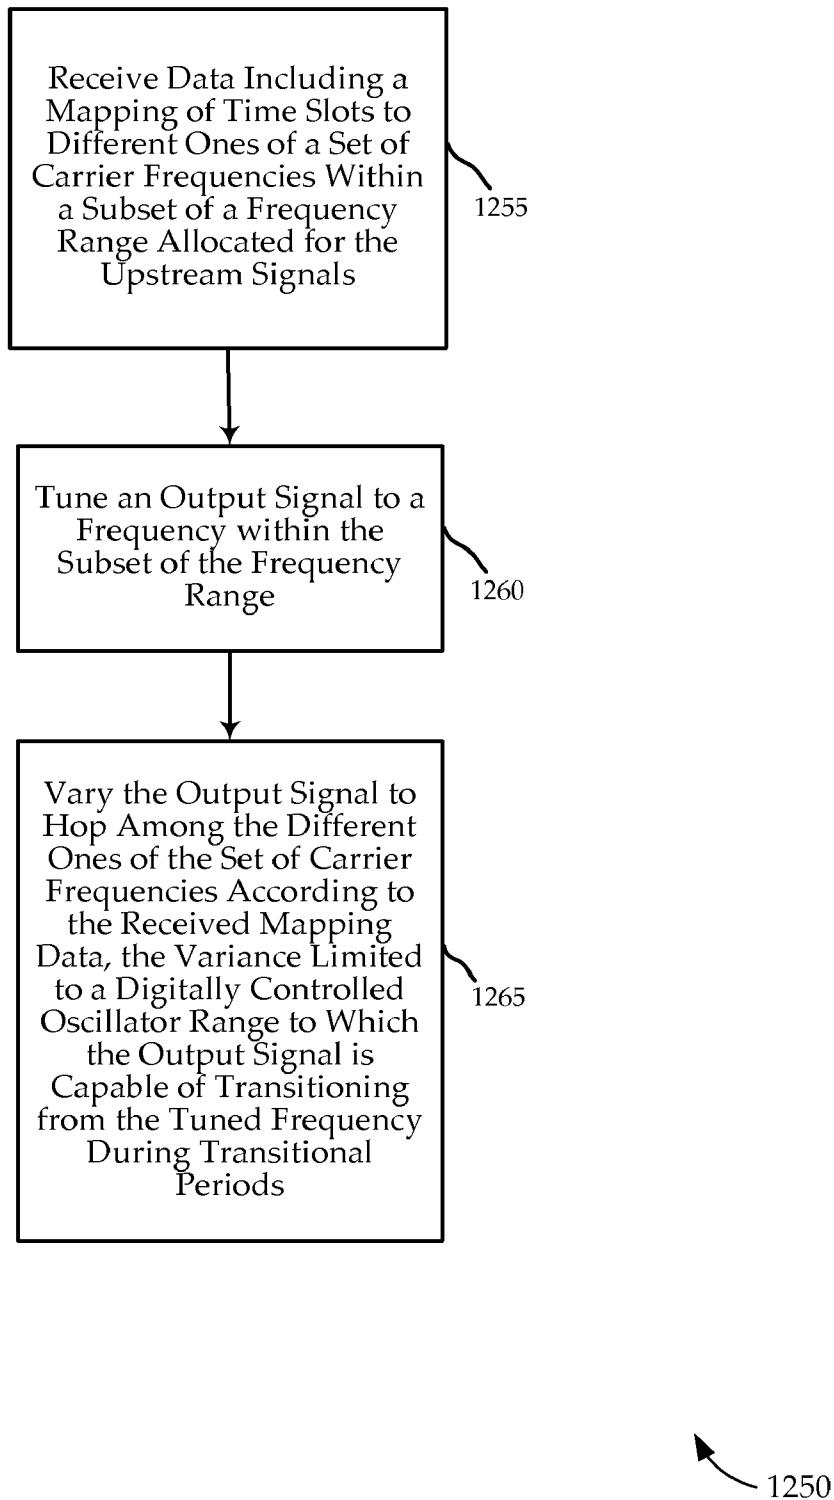 Receive Data Including a
Mapping of Time Slots to
Different Ones of a Set of
Carrier Frequencies Within
a Subset of a Frequency
Range Allocated for the
Upstream Signals
1255
Tune an Output Signal to a
Frequency within the
Subset of the Frequency
Range
1260
Vary the Output Signal to
Hop Among the Different
Ones of the Set of Carrier
Frequencies According to
the Received Mapping
Data, the Variance Limited
to a Digitally Controlled
Oscillator Range to Which
the Output Signal is
Capable of Transitioning
from the Tuned Frequency
During Transitional
Periods
1265
1250